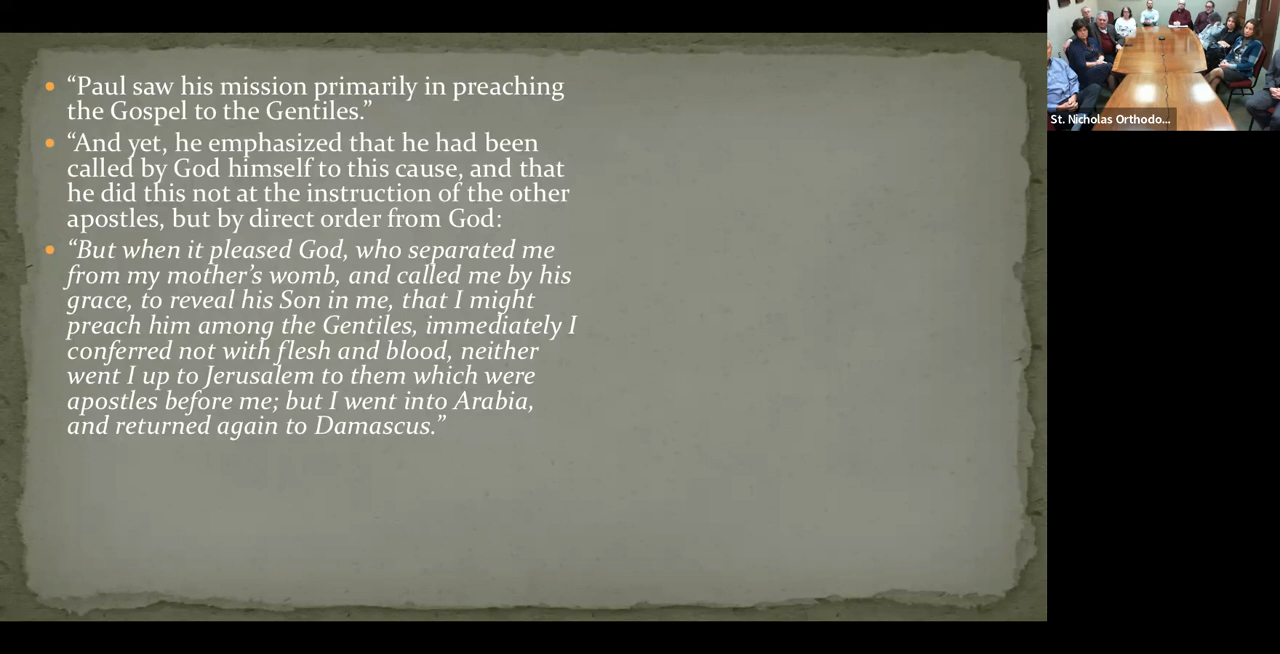 “Paul saw his mission primarily in preaching
the Gospel to the Gentiles.”
“And yet, he emphasized that he had been
called by God himself to this cause, and that
he did this not at the instruction of the other
apostles, but by direct order from God:
“But when it pleased God, who separated me
from my mother’s womb, and called me by his
grace, to reveal his Son in me, that I might
preach him among the Gentiles, immediately I
conferred not with flesh and blood, neither
went I up to Jerusalem to them which were
apostles before me; but I went into Arabia,
and returned again to Damascus.”
St. Nicholas Orthodo...